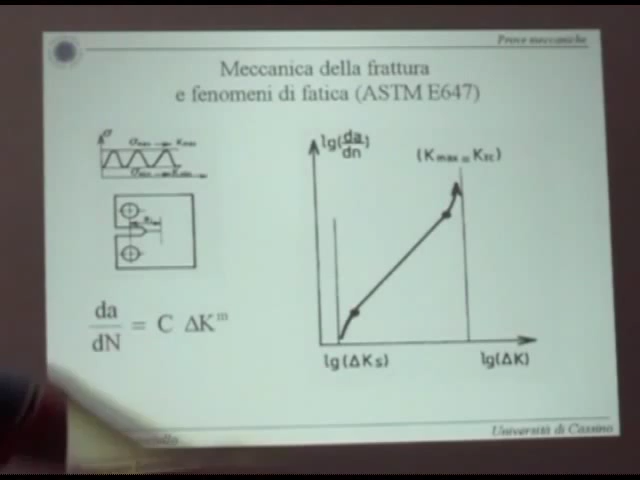 Prove meccaniche
Meccanica della frattura
e fenomeni di fatica (ASTM E647)
σ
σmax → Kmax
σmin → Kmin
lg(da/dn)
(Kmax = KIc)
da/dN = C ΔK^m
lg(ΔKs)
lg(ΔK)
Università di Cassino